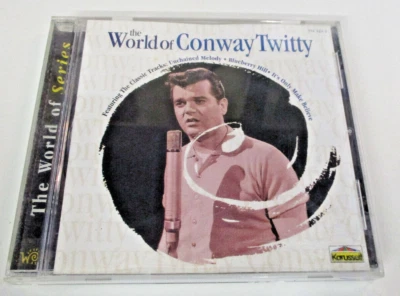 the
World of Conway Twitty
Featuring The Classic Tracks: Unchained Melody • Blueberry Hill • It's Only Make Believe
The World of Series
Karussell